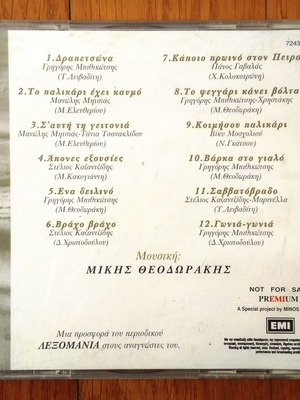 7243
1.Δραπετσώνα
Γρηγόρης Μπιθικώτσης
(Τ.Λειβαδίτη)
2.Το παλικάρι έχει καυμό
Μανώλης Μητσιάς
(Μ.Ελευθερίου)
3.Σ'αυτή τη γειτονιά
Μανώλης Μητσιάς-Τάνια Τσανακλίδου
(Μ.Ελευθερίου)
4.Άπονες εξουσίες
Στέλιος Καζαντζίδης
(Μ.Κακογιάννη)
5.Ένα δειλινό
Γρηγόρης Μπιθικώτσης
(Μ.Θεοδωράκη)
6.Βράχο βράχο
Στέλιος Καζαντζίδης
(Δ.Χριστοδούλου)
7.Κάποιο πρωινό στον Πειρα
Πάνος Γαβαλάς
(Χ.Κολοκοτρώνη)
8.Το φεγγάρι κάνει βόλτα
Γρηγόρης Μπιθικώτσης-Χρηστάκης
(Μ.Θεοδωράκη)
9.Κοιμήσου παλικάρι
Βίκυ Μοσχολιού
(Ν.Γκάτσου)
10.Βάρκα στο γιαλό
Γρηγόρης Μπιθικώτσης
(Μ.Θεοδωράκη)
11.Σαββατόβραδο
Στέλιος Καζαντζίδης-Μαρινέλλα
(Τ.Λειβαδίτη)
12.Γωνιά-γωνιά
Γρηγόρης Μπιθικώτσης
(Δ.Χριστοδούλου)
Μουσική:
ΜΙΚΗΣ ΘΕΟΔΩΡΑΚΗΣ
NOT FOR SA
PREMIUM
A Special project by MINOS
EMI
Μια προσφορά του περιοδικού
ΛΕΞΟΜΑΝΙΑ στους αναγνώστες του.